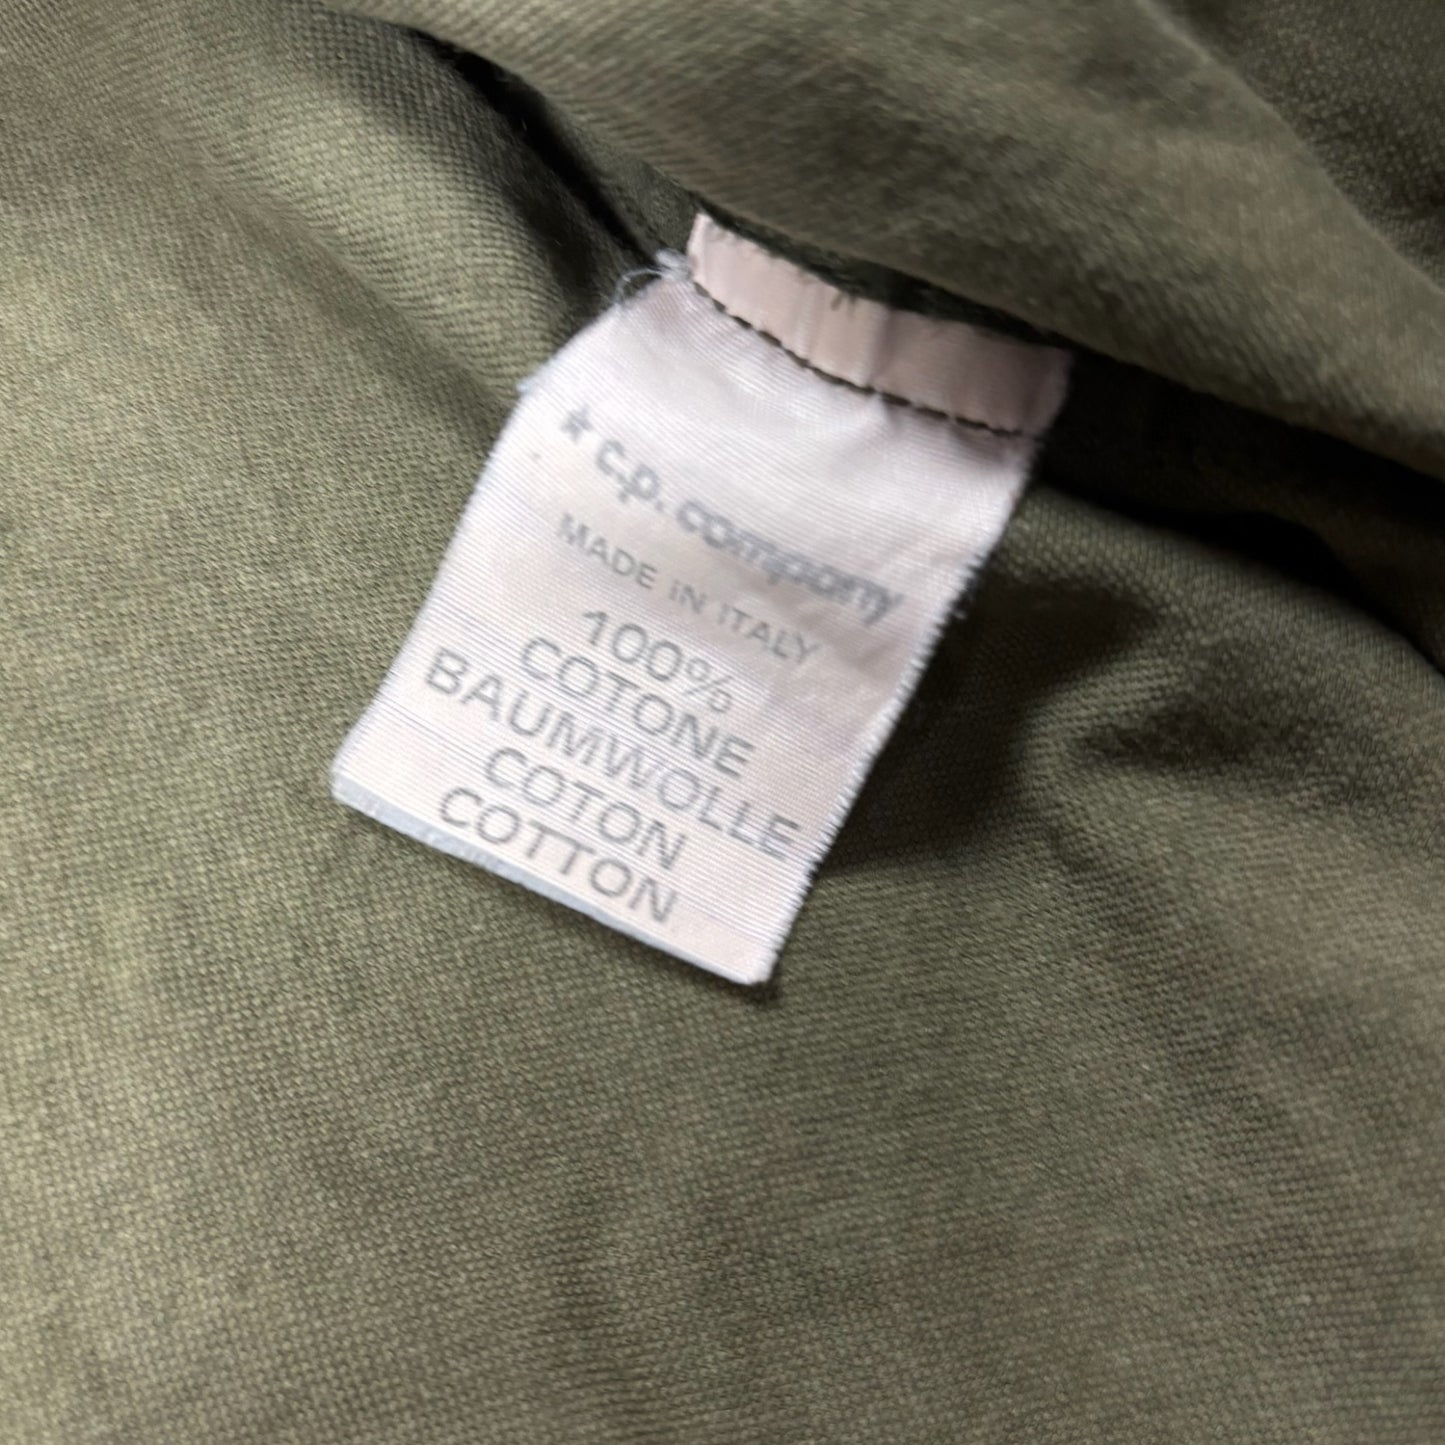 ★ c.p. company
MADE IN ITALY
100%
COTONE
BAUMWOLLE
COTON
COTTON